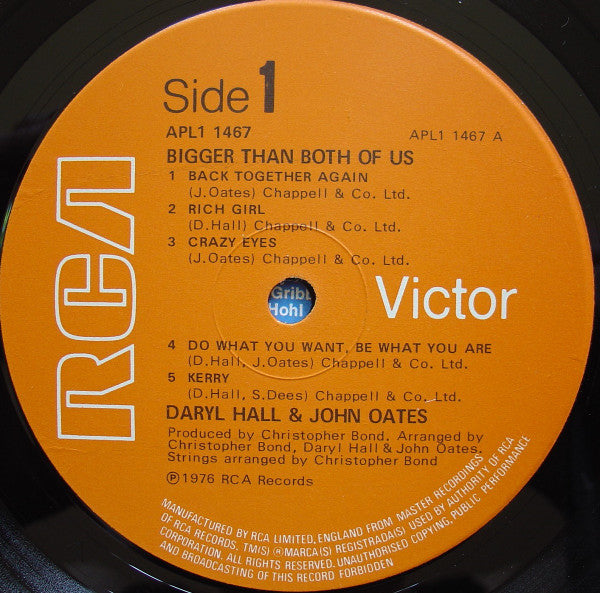 Side 1
APL1 1467
APL1 1467 A
BIGGER THAN BOTH OF US
1 BACK TOGETHER AGAIN
(J.Oates) Chappell & Co. Ltd.
2 RICH GIRL
(D.Hall) Chappell & Co. Ltd.
3 CRAZY EYES
(J.Oates) Chappell & Co. Ltd.
RCA
Victor
Hohl
4 DO WHAT YOU WANT, BE WHAT YOU ARE
(D.Hall, J.Oates) Chappell & Co. Ltd.
5 KERRY
(D.Hall, S.Dees) Chappell & Co. Ltd.
DARYL HALL & JOHN OATES
Produced by Christopher Bond. Arranged by
Christopher Bond, Daryl Hall & John Oates.
Strings arranged by Christopher Bond
Ⓟ1976 RCA Records
MANUFACTURED BY RCA LIMITED, ENGLAND FROM MASTER RECORDINGS
OF RCA RECORDS. TM(S) ® MARCA(S) REGISTRADA(S) USED BY AUTHORITY OF RCA
CORPORATION. ALL RIGHTS RESERVED. UNAUTHORISED COPYING, PUBLIC PERFORMANCE
AND BROADCASTING OF THIS RECORD FORBIDDEN